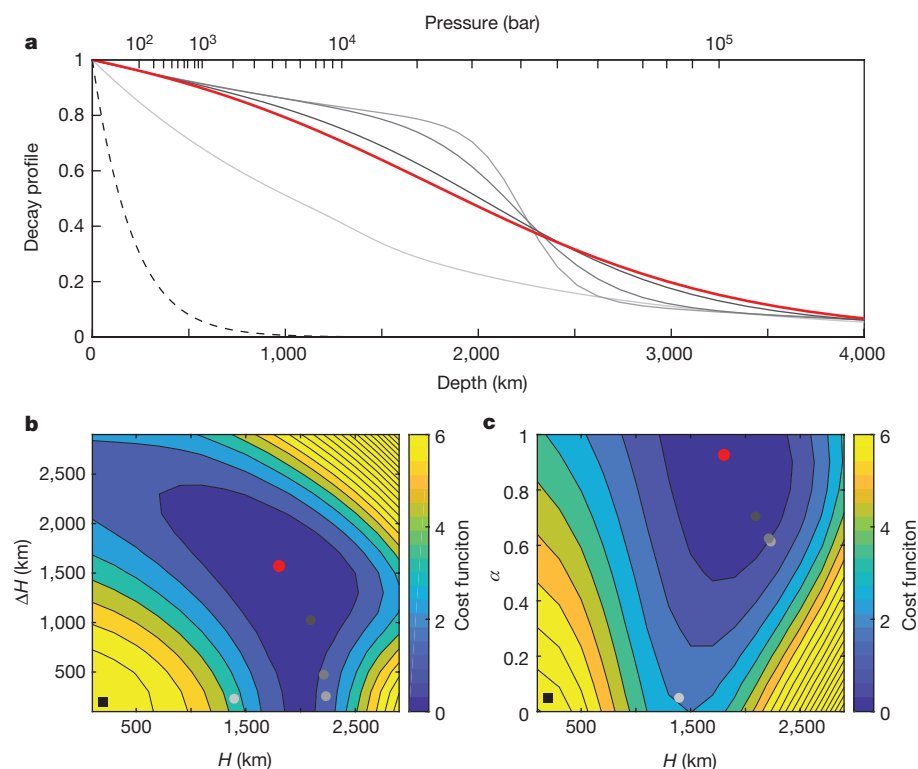 Pressure (bar)
a
10² 10³ 10⁴ 10⁵
1
0.8
0.6
0.4
0.2
0
Decay profile
0 1,000 2,000 3,000 4,000
Depth (km)
b
2,500
2,000
1,500
1,000
500
ΔH (km)
500 1,500 2,500
H (km)
6
4
2
0
Cost funciton
c
1
0.8
0.6
0.4
0.2
0
α
500 1,500 2,500
H (km)
6
4
2
0
Cost funciton